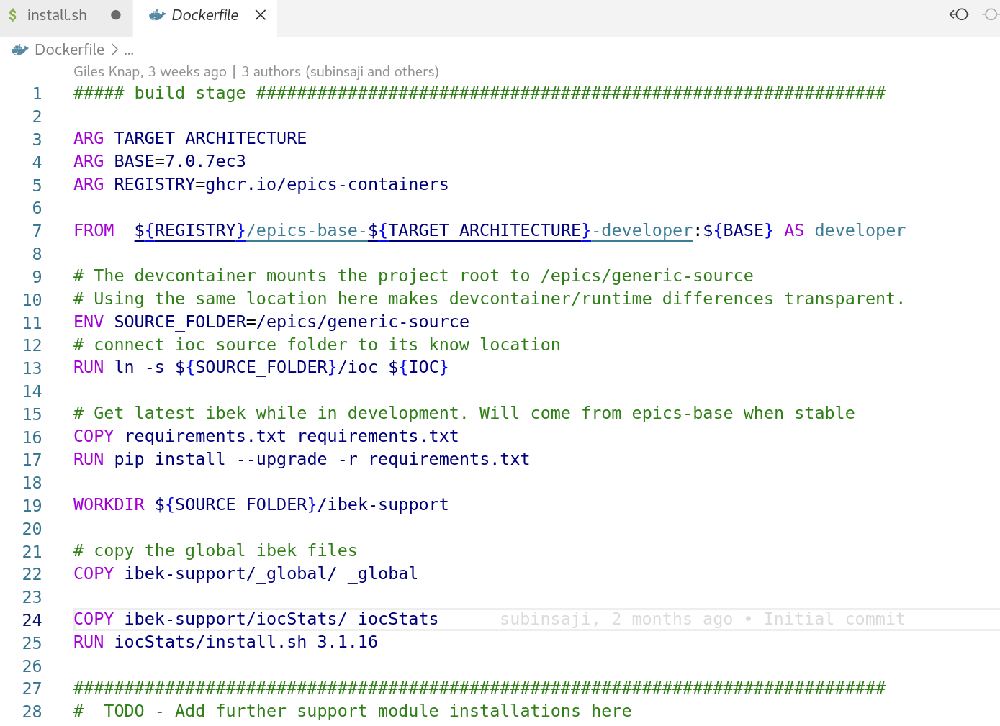 $ install.sh ● Dockerfile ×
Dockerfile > ...
Giles Knap, 3 weeks ago | 3 authors (subinsaji and others)
1 ##### build stage ##############################################################
2
3 ARG TARGET_ARCHITECTURE
4 ARG BASE=7.0.7ec3
5 ARG REGISTRY=ghcr.io/epics-containers
6
7 FROM  ${REGISTRY}/epics-base-${TARGET_ARCHITECTURE}-developer:${BASE} AS developer
8
9 # The devcontainer mounts the project root to /epics/generic-source
10 # Using the same location here makes devcontainer/runtime differences transparent.
11 ENV SOURCE_FOLDER=/epics/generic-source
12 # connect ioc source folder to its know location
13 RUN ln -s ${SOURCE_FOLDER}/ioc ${IOC}
14
15 # Get latest ibek while in development. Will come from epics-base when stable
16 COPY requirements.txt requirements.txt
17 RUN pip install --upgrade -r requirements.txt
18
19 WORKDIR ${SOURCE_FOLDER}/ibek-support
20
21 # copy the global ibek files
22 COPY ibek-support/_global/ _global
23
24 COPY ibek-support/iocStats/ iocStats subinsaji, 2 months ago • Initial commit
25 RUN iocStats/install.sh 3.1.16
26
27 ################################################################################
28 #  TODO - Add further support module installations here